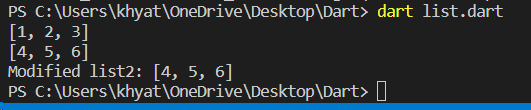 PS C:\Users\khyat\OneDrive\Desktop\Dart> dart list.dart
[1, 2, 3]
[4, 5, 6]
Modified list2: [4, 5, 6]
PS C:\Users\khyat\OneDrive\Desktop\Dart>